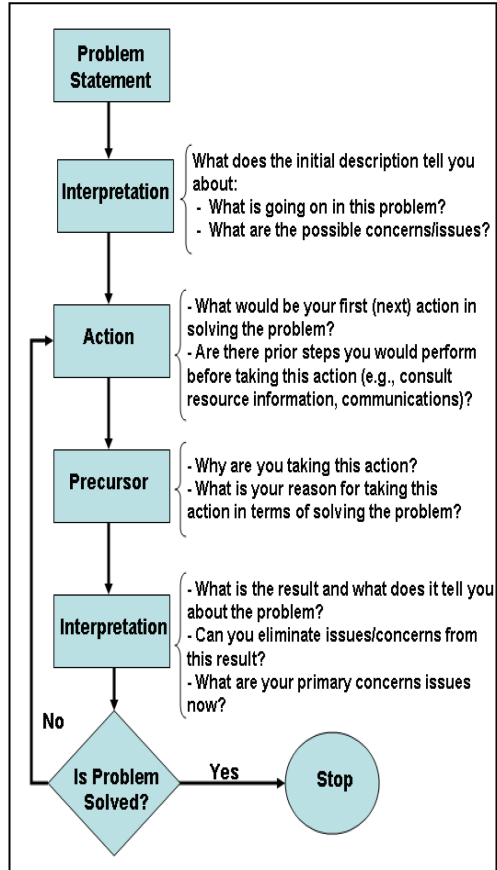 Problem
Statement
Interpretation
What does the initial description tell you
about:
- What is going on in this problem?
- What are the possible concerns/issues?
Action
- What would be your first (next) action in
solving the problem?
- Are there prior steps you would perform
before taking this action (e.g., consult
resource information, communications)?
Precursor
- Why are you taking this action?
- What is your reason for taking this
action in terms of solving the problem?
Interpretation
- What is the result and what does it tell you
about the problem?
- Can you eliminate issues/concerns from
this result?
- What are your primary concerns issues
now?
No
Is Problem
Solved?
Yes
Stop